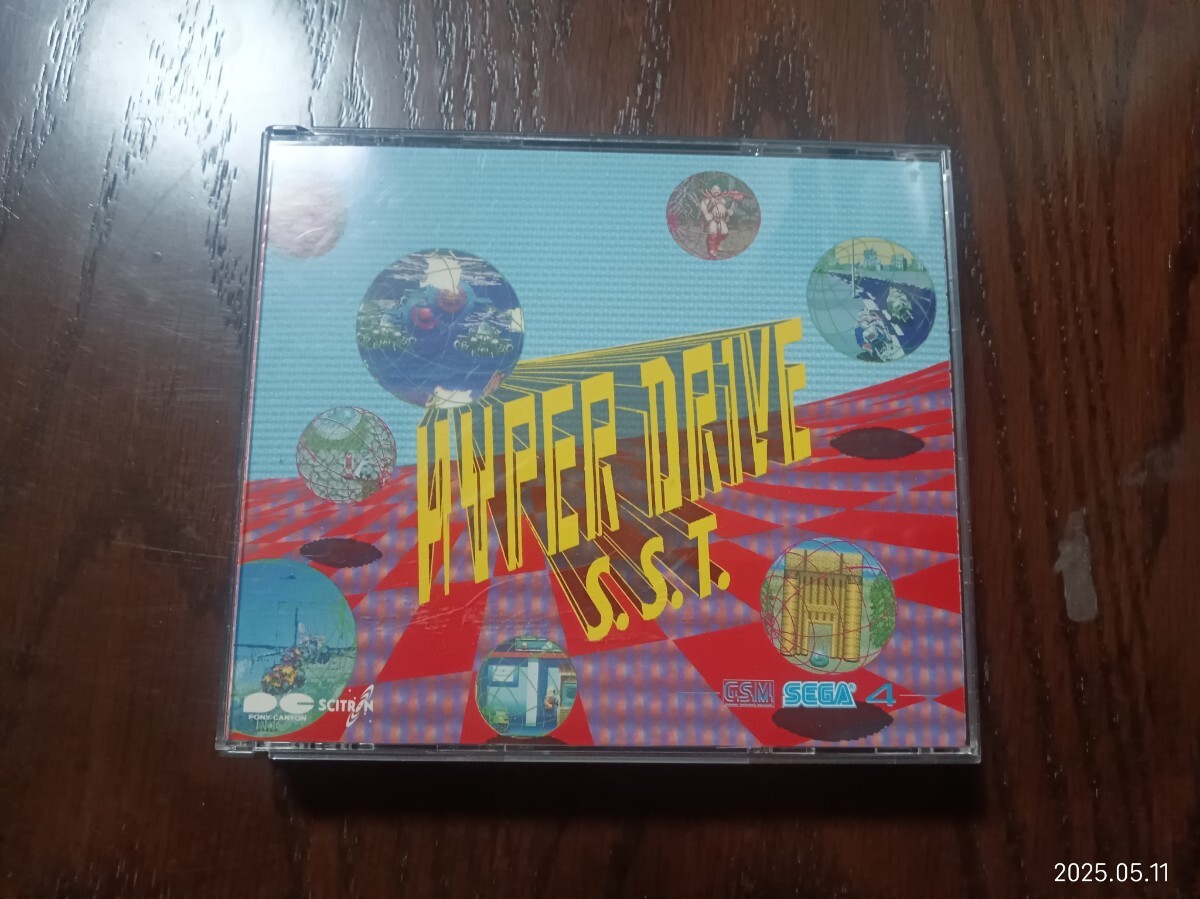 HYPER DRIVE
S.S.T.
PONY CANYON
SCITRON
G.S.M. SEGA® 4
2025.05.11